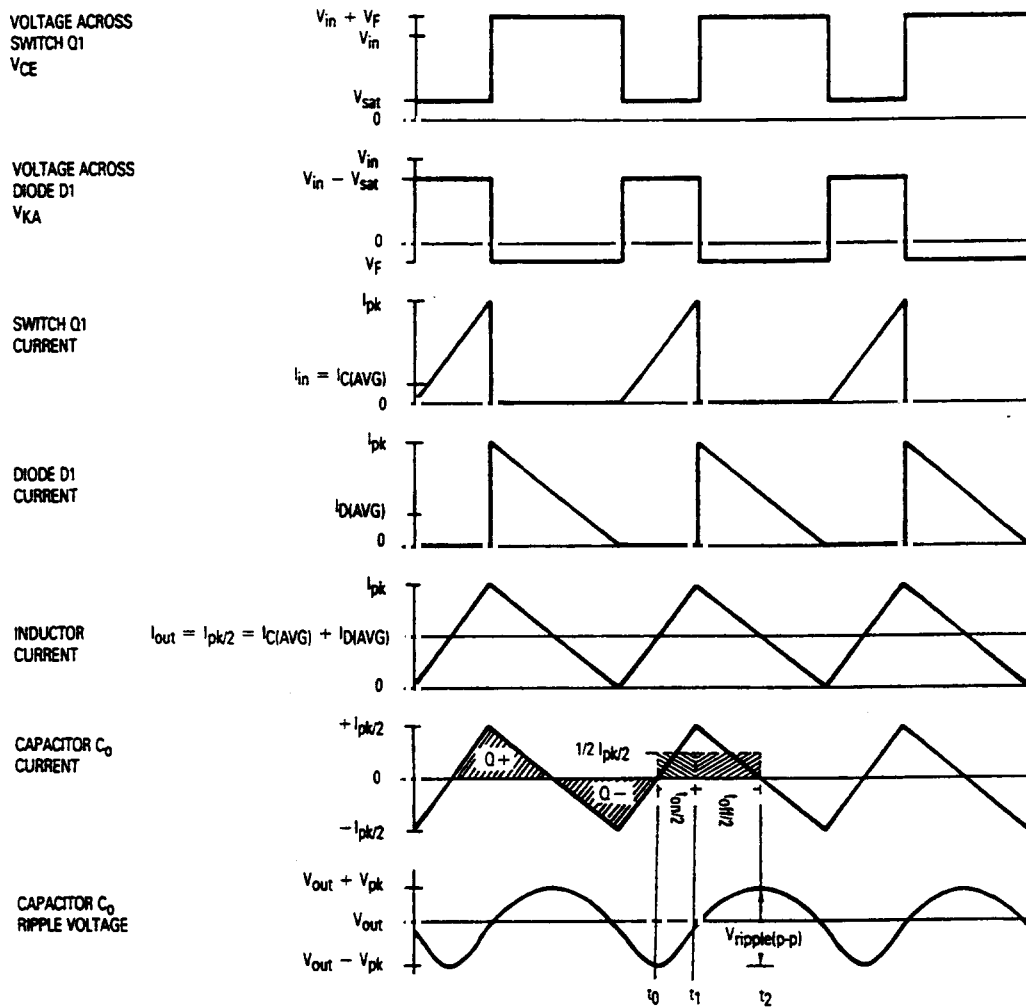 VOLTAGE ACROSS
SWITCH Q1
VCE
Vin + VF
Vin
Vsat
0
VOLTAGE ACROSS
DIODE D1
VKA
Vin
Vin − Vsat
0
VF
SWITCH Q1
CURRENT
Ipk
Iin = IC(AVG)
0
DIODE D1
CURRENT
Ipk
ID(AVG)
0
INDUCTOR
CURRENT
Ipk
Iout = Ipk/2 = IC(AVG) + ID(AVG)
0
CAPACITOR CO
CURRENT
+Ipk/2
0
−Ipk/2
Q+
Q−
1/2 Ipk/2
ton/2
toff/2
CAPACITOR CO
RIPPLE VOLTAGE
Vout + Vpk
Vout
Vout − Vpk
Vripple(p-p)
t0
t1
t2